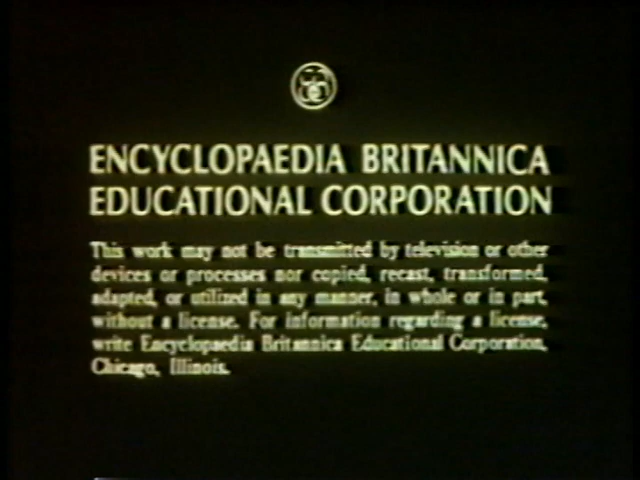 ENCYCLOPAEDIA BRITANNICA
EDUCATIONAL CORPORATION
This work may not be transmitted by television or other
devices or processes nor copied, recast, transformed,
adapted, or utilized in any manner, in whole or in part,
without a license. For information regarding a license,
write Encyclopaedia Britannica Educational Corporation,
Chicago, Illinois.